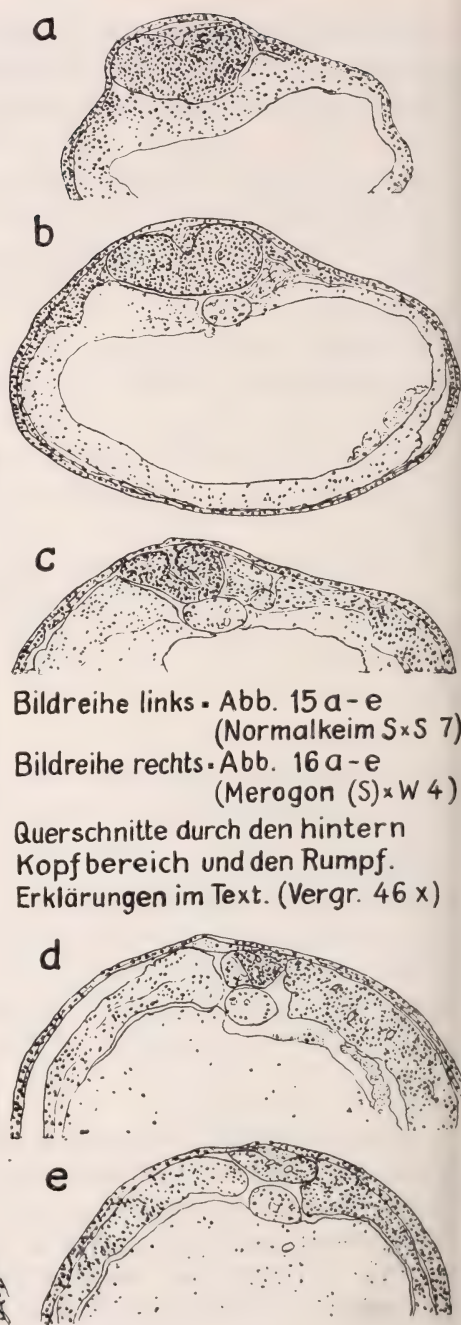 a
b
c
Bildreihe links = Abb. 15 a-e
(Normalkeim S×S 7)
Bildreihe rechts = Abb. 16 a-e
(Merogon (S)×W 4)
Querschnitte durch den hintern
Kopfbereich und den Rumpf.
Erklärungen im Text. (Vergr. 46 x)
d
e